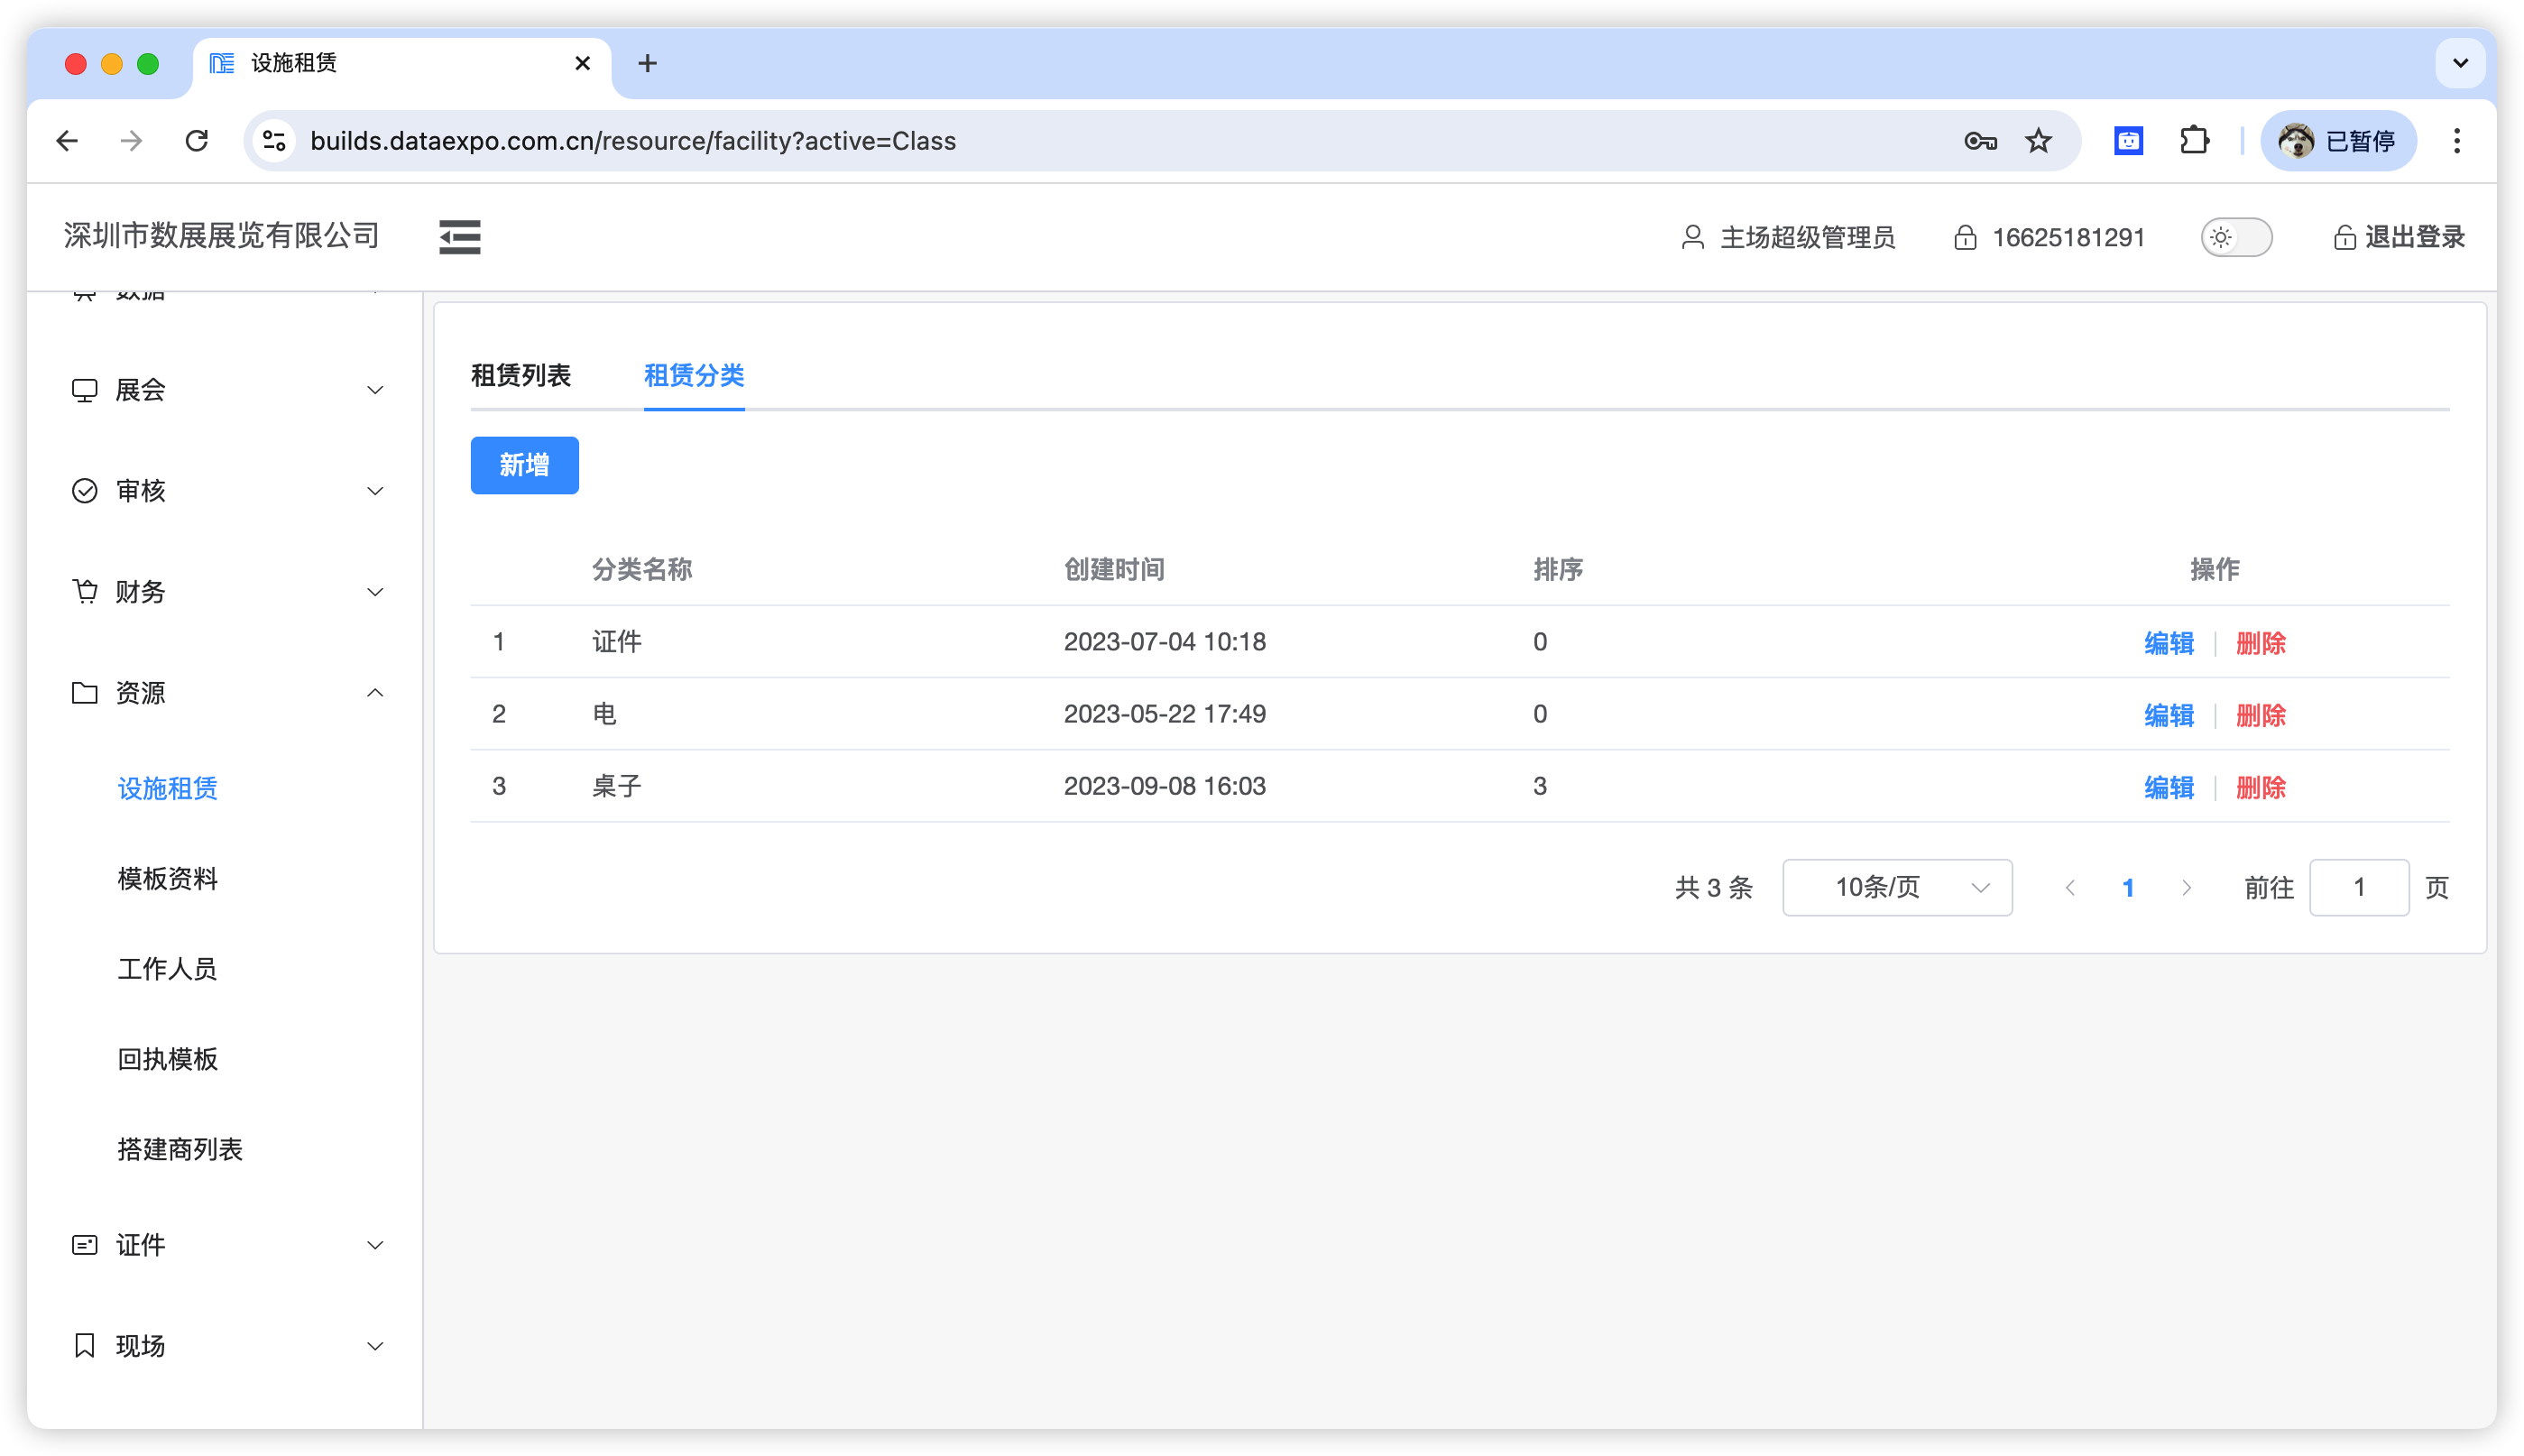 设施租赁
builds.dataexpo.com.cn/resource/facility?active=Class
已暂停
深圳市数展展览有限公司
主场超级管理员
16625181291
退出登录
数据
展会
审核
财务
资源
设施租赁
模板资料
工作人员
回执模板
搭建商列表
证件
现场
租赁列表
租赁分类
新增
分类名称 创建时间 排序 操作
1 证件 2023-07-04 10:18 0 编辑 删除
2 电 2023-05-22 17:49 0 编辑 删除
3 桌子 2023-09-08 16:03 3 编辑 删除
共 3 条 10条/页 1 前往 1 页